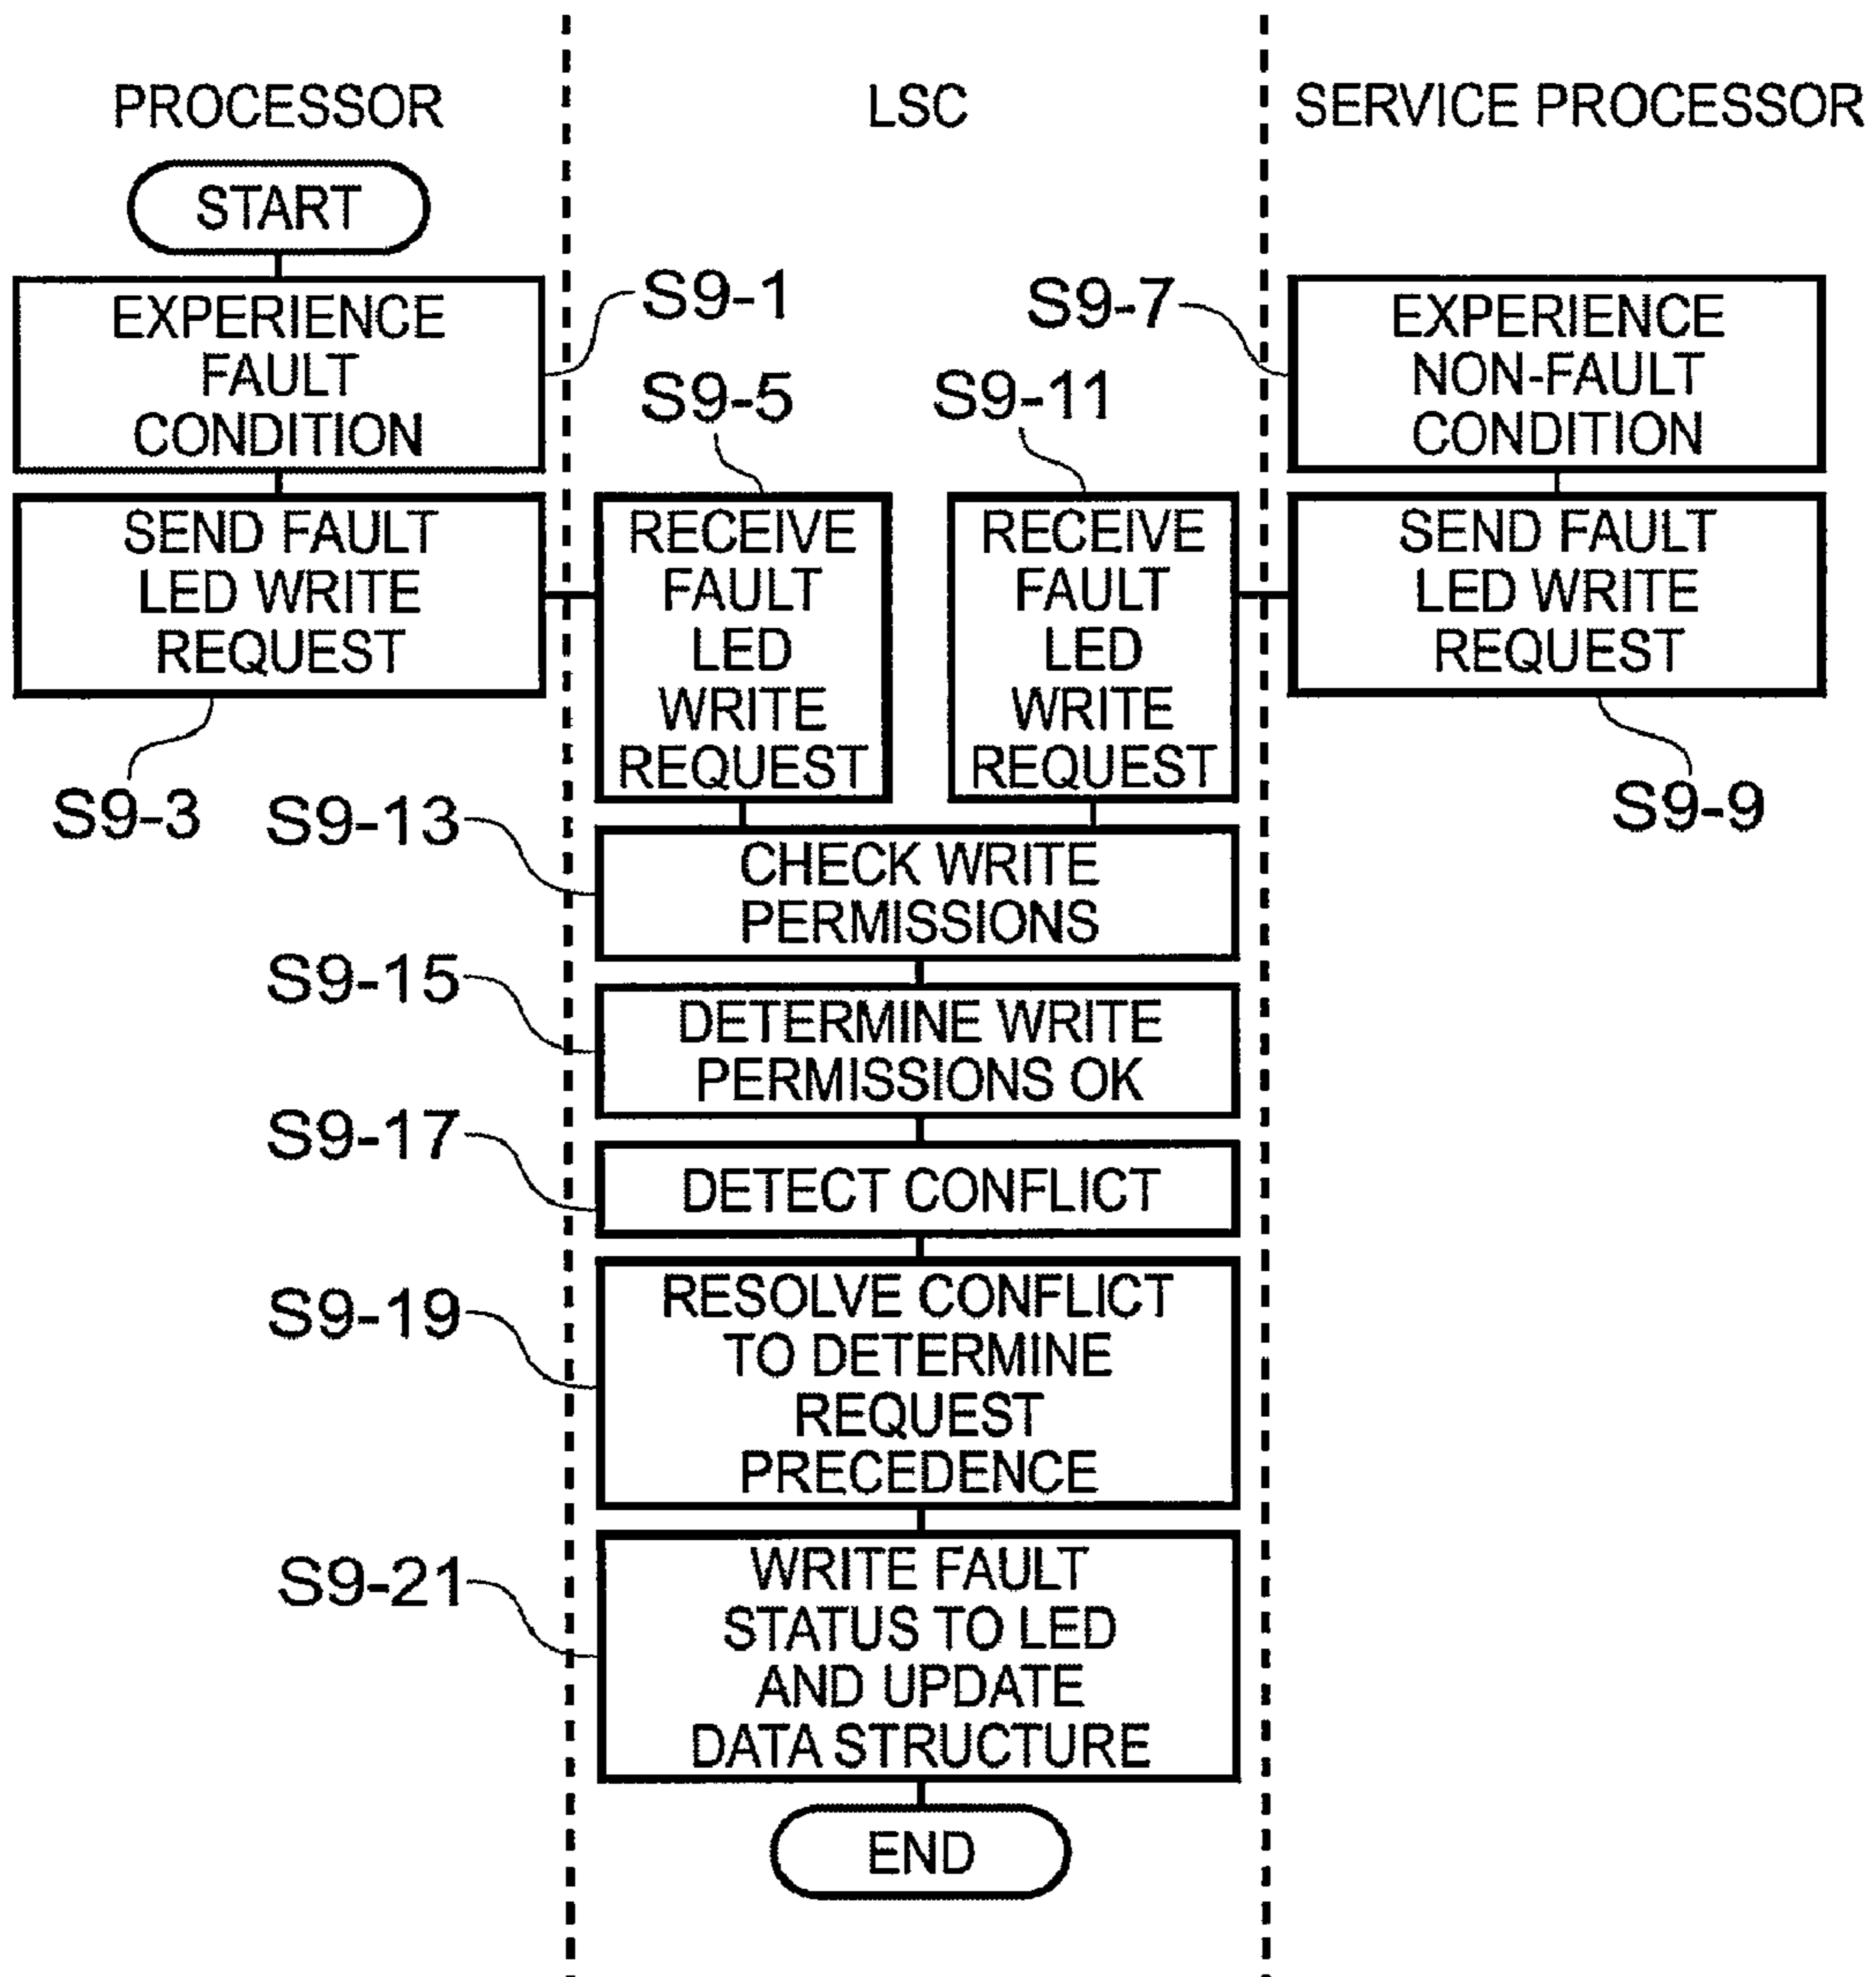 PROCESSOR
LSC
SERVICE PROCESSOR
START
EXPERIENCE
FAULT
CONDITION
S9-1
S9-7
EXPERIENCE
NON-FAULT
CONDITION
S9-5
S9-11
SEND FAULT
LED WRITE
REQUEST
RECEIVE
FAULT
LED
WRITE
REQUEST
RECEIVE
FAULT
LED
WRITE
REQUEST
SEND FAULT
LED WRITE
REQUEST
S9-3
S9-13
S9-9
CHECK WRITE
PERMISSIONS
S9-15
DETERMINE WRITE
PERMISSIONS OK
S9-17
DETECT CONFLICT
S9-19
RESOLVE CONFLICT
TO DETERMINE
REQUEST
PRECEDENCE
S9-21
WRITE FAULT
STATUS TO LED
AND UPDATE
DATA STRUCTURE
END